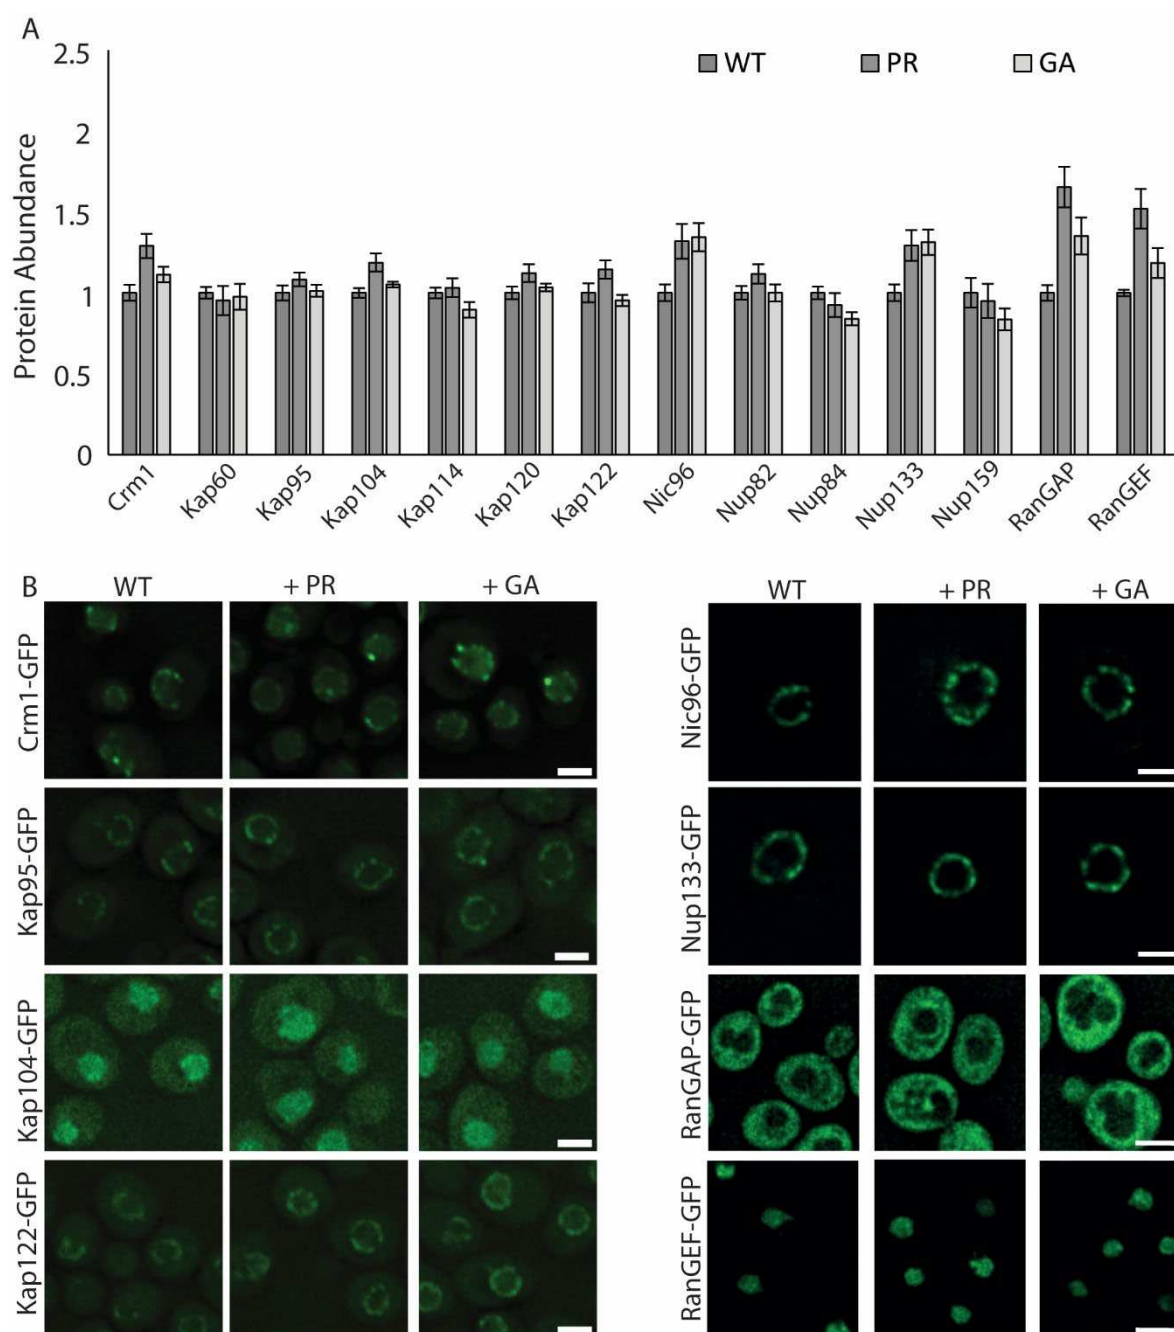 A
2.5
2
1.5
1
0.5
0
Protein Abundance
WT PR GA
Crm1 Kap60 Kap95 Kap104 Kap114 Kap120 Kap122 Nic96 Nup82 Nup84 Nup133 Nup159 RanGAP RanGEF
B WT + PR + GA WT + PR + GA
Crm1-GFP
Kap95-GFP
Kap104-GFP
Kap122-GFP
Nic96-GFP
Nup133-GFP
RanGAP-GFP
RanGEF-GFP